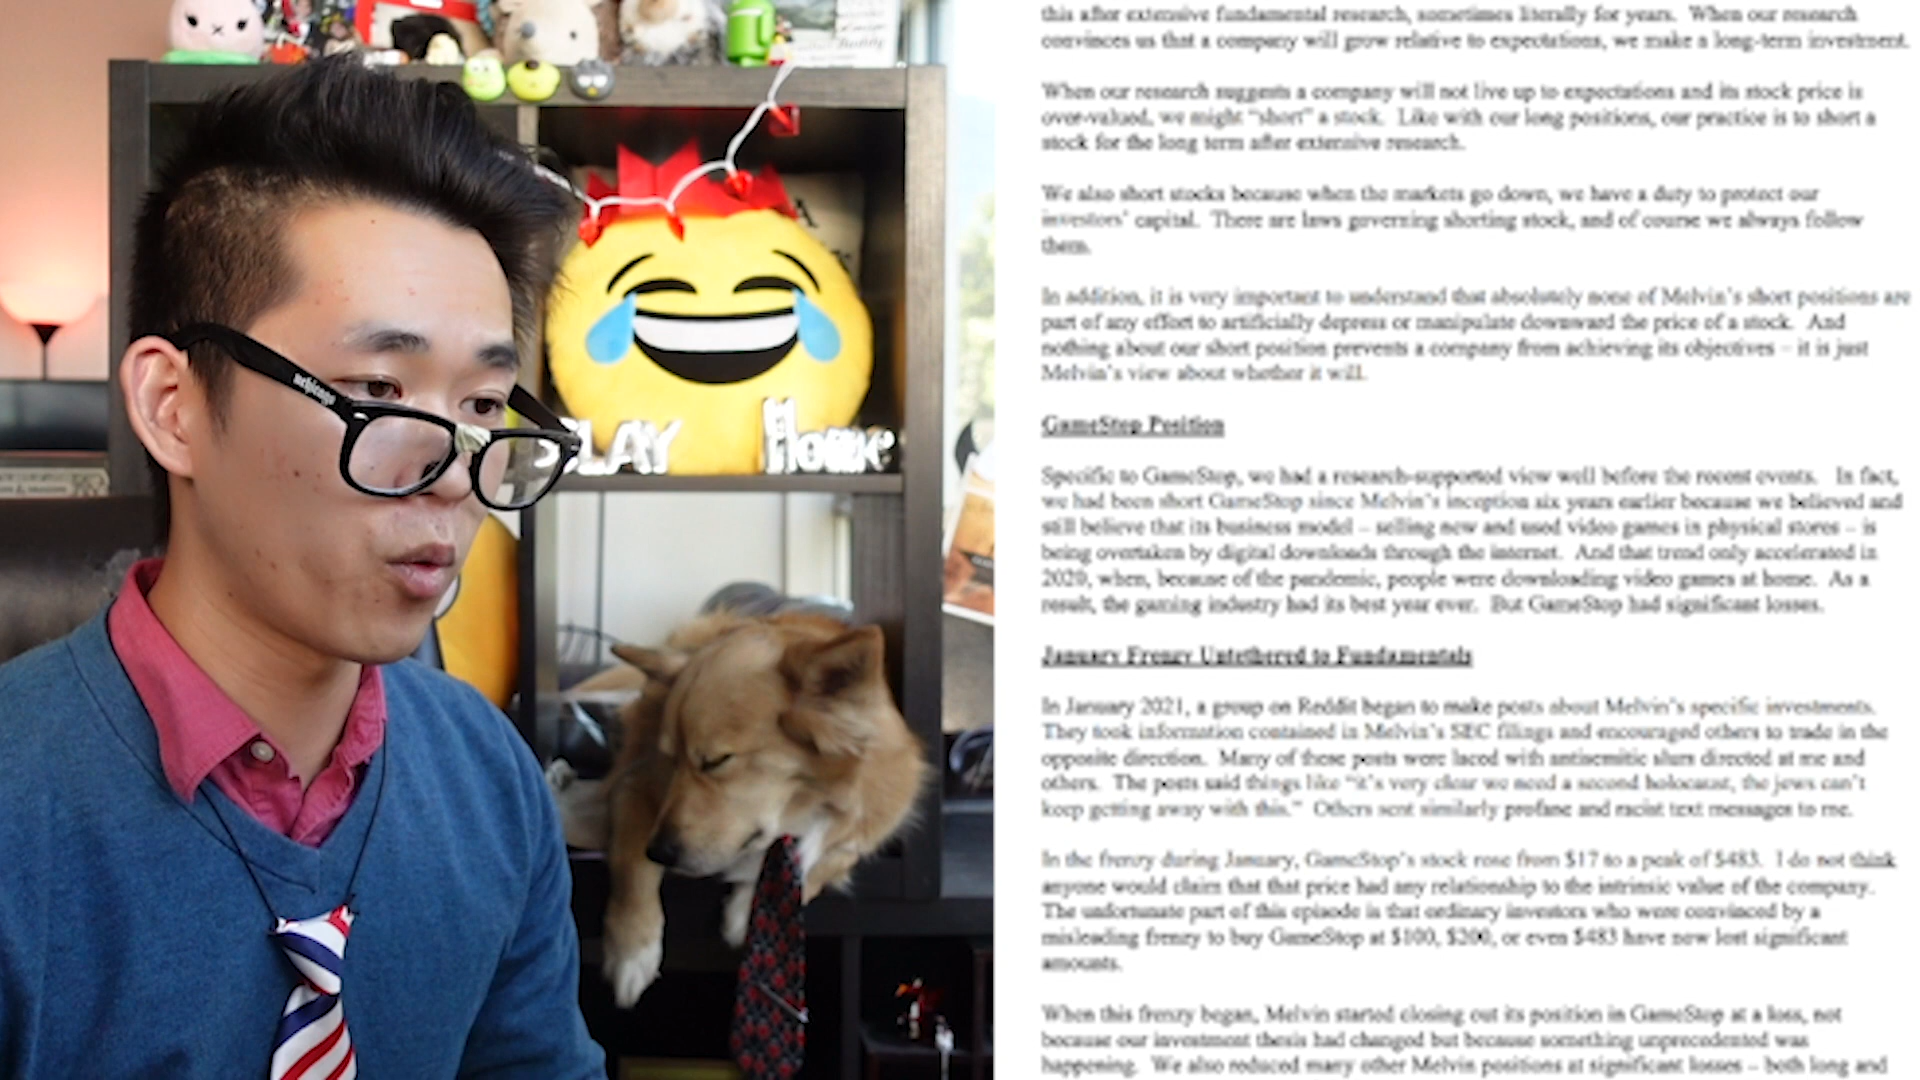 uchicago
SLAY
Home
this after extensive fundamental research, sometimes literally for years. When our research
convinces us that a company will grow relative to expectations, we make a long-term investment.
When our research suggests a company will not live up to expectations and its stock price is
over-valued, we might "short" a stock. Like with our long positions, our practice is to short a
stock for the long term after extensive research.
We also short stocks because when the markets go down, we have a duty to protect our
investors' capital. There are laws governing shorting stock, and of course we always follow
them.
In addition, it is very important to understand that absolutely none of Melvin's short positions are
part of any effort to artificially depress or manipulate downward the price of a stock. And
nothing about our short position prevents a company from achieving its objectives – it is just
Melvin's view about whether it will.
GameStop Position
Specific to GameStop, we had a research-supported view well before the recent events. In fact,
we had been short GameStop since Melvin's inception six years earlier because we believed and
still believe that its business model – selling new and used video games in physical stores – is
being overtaken by digital downloads through the internet. And that trend only accelerated in
2020, when, because of the pandemic, people were downloading video games at home. As a
result, the gaming industry had its best year ever. But GameStop had significant losses.
January Frenzy Untethered to Fundamentals
In January 2021, a group on Reddit began to make posts about Melvin's specific investments.
They took information contained in Melvin's SEC filings and encouraged others to trade in the
opposite direction. Many of these posts were laced with antisemitic slurs directed at me and
others. The posts said things like "it's very clear we need a second holocaust, the jews can't
keep getting away with this." Others sent similarly profane and racist text messages to me.
In the frenzy during January, GameStop's stock rose from $17 to a peak of $483. I do not think
anyone would claim that that price had any relationship to the intrinsic value of the company.
The unfortunate part of this episode is that ordinary investors who were convinced by a
misleading frenzy to buy GameStop at $100, $200, or even $483 have now lost significant
amounts.
When this frenzy began, Melvin started closing out its position in GameStop at a loss, not
because our investment thesis had changed but because something unprecedented was
happening. We also reduced many other Melvin positions at significant losses – both long and